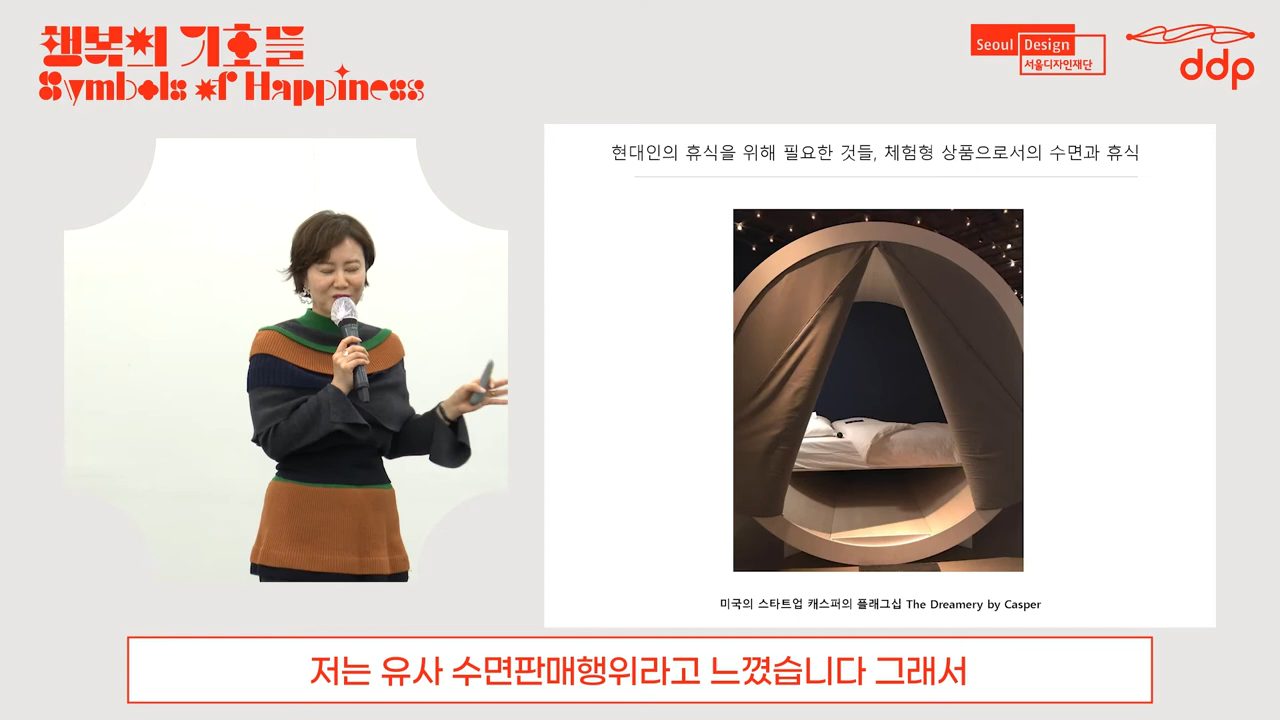 행복의 기호들
Symbols of Happiness
Seoul Design
서울디자인재단
ddp
현대인의 휴식을 위해 필요한 것들, 체험형 상품으로서의 수면과 휴식
미국의 스타트업 캐스퍼의 플래그십 The Dreamery by Casper
저는 유사 수면판매행위라고 느꼈습니다 그래서